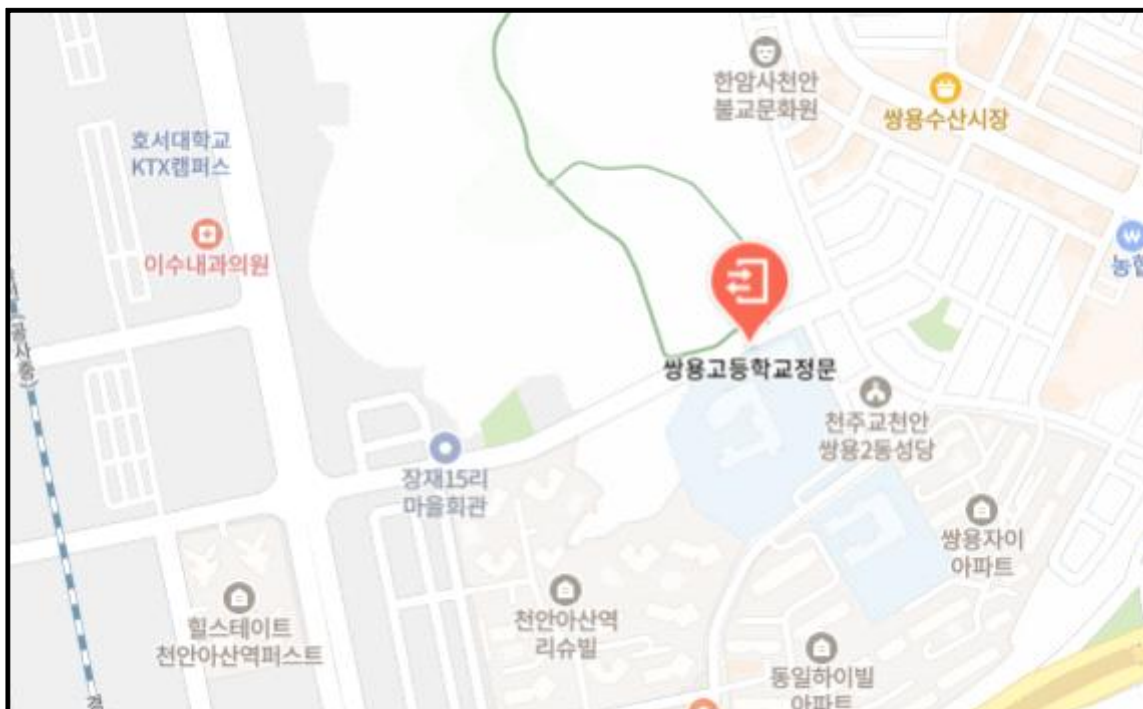 한암사천안
불교문화원
쌍용수산시장
호서대학교
KTX캠퍼스
이수내과의원
농협
(공사중)
쌍용고등학교정문
천주교천안
쌍용2동성당
장재15리
마을회관
쌍용자이
아파트
힐스테이트
천안아산역퍼스트
천안아산역
리슈빌
동일하이빌
아파트